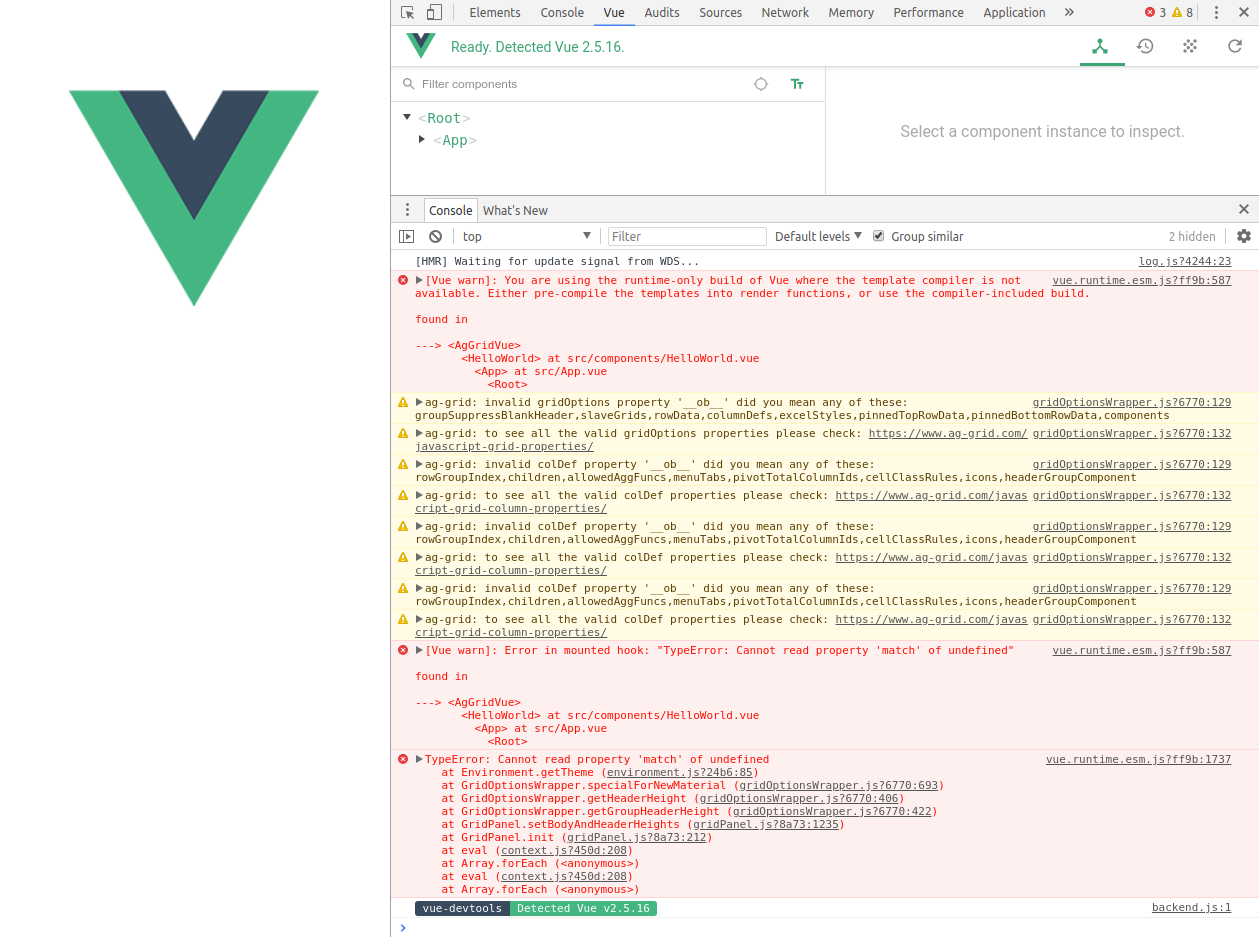 Elements Console Vue Audits Sources Network Memory Performance Application » 3 8
Ready. Detected Vue 2.5.16.
Filter components
Select a component instance to inspect.
<Root>
<App>
Console What's New
top Filter Default levels Group similar 2 hidden
[HMR] Waiting for update signal from WDS... log.js?4244:23
[Vue warn]: You are using the runtime-only build of Vue where the template compiler is not vue.runtime.esm.js?ff9b:587
available. Either pre-compile the templates into render functions, or use the compiler-included build.
found in
---> <AgGridVue>
<HelloWorld> at src/components/HelloWorld.vue
<App> at src/App.vue
<Root>
ag-grid: invalid gridOptions property '__ob__' did you mean any of these: gridOptionsWrapper.js?6770:129
groupSuppressBlankHeader,slaveGrids,rowData,columnDefs,excelStyles,pinnedTopRowData,pinnedBottomRowData,components
ag-grid: to see all the valid gridOptions properties please check: https://www.ag-grid.com/ gridOptionsWrapper.js?6770:132
javascript-grid-properties/
ag-grid: invalid colDef property '__ob__' did you mean any of these: gridOptionsWrapper.js?6770:129
rowGroupIndex,children,allowedAggFuncs,menuTabs,pivotTotalColumnIds,cellClassRules,icons,headerGroupComponent
ag-grid: to see all the valid colDef properties please check: https://www.ag-grid.com/javas gridOptionsWrapper.js?6770:132
cript-grid-column-properties/
ag-grid: invalid colDef property '__ob__' did you mean any of these: gridOptionsWrapper.js?6770:129
rowGroupIndex,children,allowedAggFuncs,menuTabs,pivotTotalColumnIds,cellClassRules,icons,headerGroupComponent
ag-grid: to see all the valid colDef properties please check: https://www.ag-grid.com/javas gridOptionsWrapper.js?6770:132
cript-grid-column-properties/
ag-grid: invalid colDef property '__ob__' did you mean any of these: gridOptionsWrapper.js?6770:129
rowGroupIndex,children,allowedAggFuncs,menuTabs,pivotTotalColumnIds,cellClassRules,icons,headerGroupComponent
ag-grid: to see all the valid colDef properties please check: https://www.ag-grid.com/javas gridOptionsWrapper.js?6770:132
cript-grid-column-properties/
[Vue warn]: Error in mounted hook: "TypeError: Cannot read property 'match' of undefined" vue.runtime.esm.js?ff9b:587
found in
---> <AgGridVue>
<HelloWorld> at src/components/HelloWorld.vue
<App> at src/App.vue
<Root>
TypeError: Cannot read property 'match' of undefined vue.runtime.esm.js?ff9b:1737
at Environment.getTheme (environment.js?24b6:85)
at GridOptionsWrapper.specialForNewMaterial (gridOptionsWrapper.js?6770:693)
at GridOptionsWrapper.getHeaderHeight (gridOptionsWrapper.js?6770:406)
at GridOptionsWrapper.getGroupHeaderHeight (gridOptionsWrapper.js?6770:422)
at GridPanel.setBodyAndHeaderHeights (gridPanel.js?8a73:1235)
at GridPanel.init (gridPanel.js?8a73:212)
at eval (context.js?450d:208)
at Array.forEach (<anonymous>)
at eval (context.js?450d:208)
at Array.forEach (<anonymous>)
vue-devtools Detected Vue v2.5.16 backend.js:1